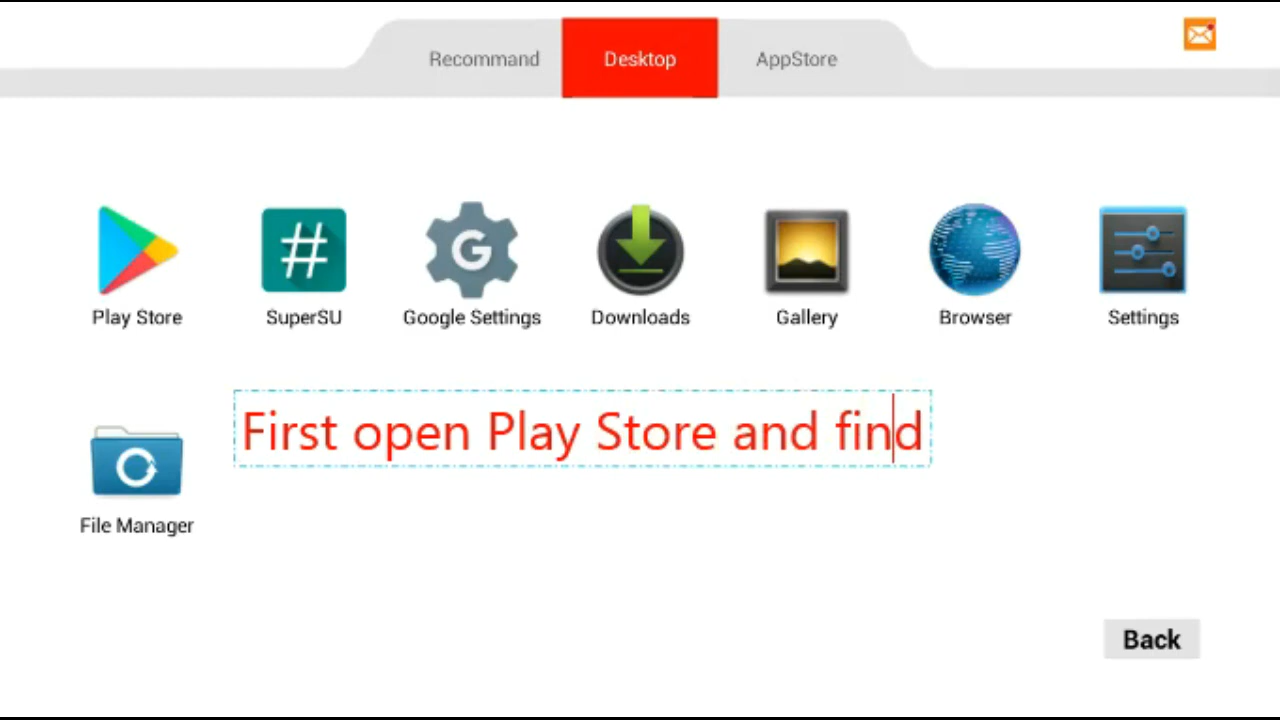 Recommand
Desktop
AppStore
Play Store
SuperSU
Google Settings
Downloads
Gallery
Browser
Settings
First open Play Store and find
File Manager
Back